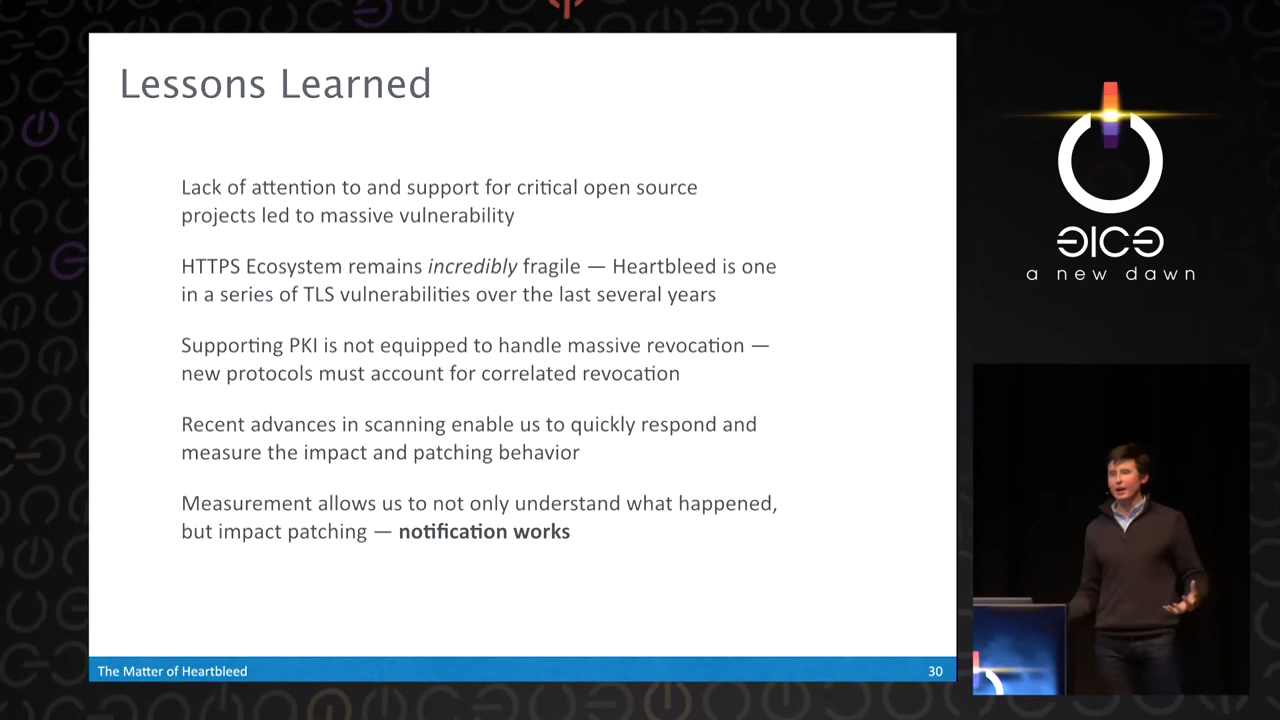 Lessons Learned
Lack of attention to and support for critical open source
projects led to massive vulnerability
HTTPS Ecosystem remains incredibly fragile — Heartbleed is one
in a series of TLS vulnerabilities over the last several years
Supporting PKI is not equipped to handle massive revocation —
new protocols must account for correlated revocation
Recent advances in scanning enable us to quickly respond and
measure the impact and patching behavior
Measurement allows us to not only understand what happened,
but impact patching — notification works
The Matter of Heartbleed
30
a new dawn